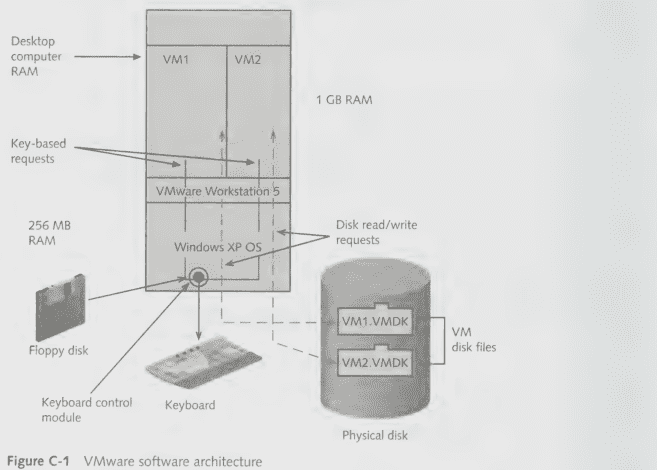 Desktop
computer
RAM
VM1
VM2
1 GB RAM
Key-based
requests
VMware Workstation 5
256 MB
RAM
Disk read/write
requests
Windows XP OS
VM1.VMDK
VM
disk files
VM2.VMDK
Floppy disk
Keyboard control
module
Keyboard
Physical disk
Figure C-1 VMware software architecture